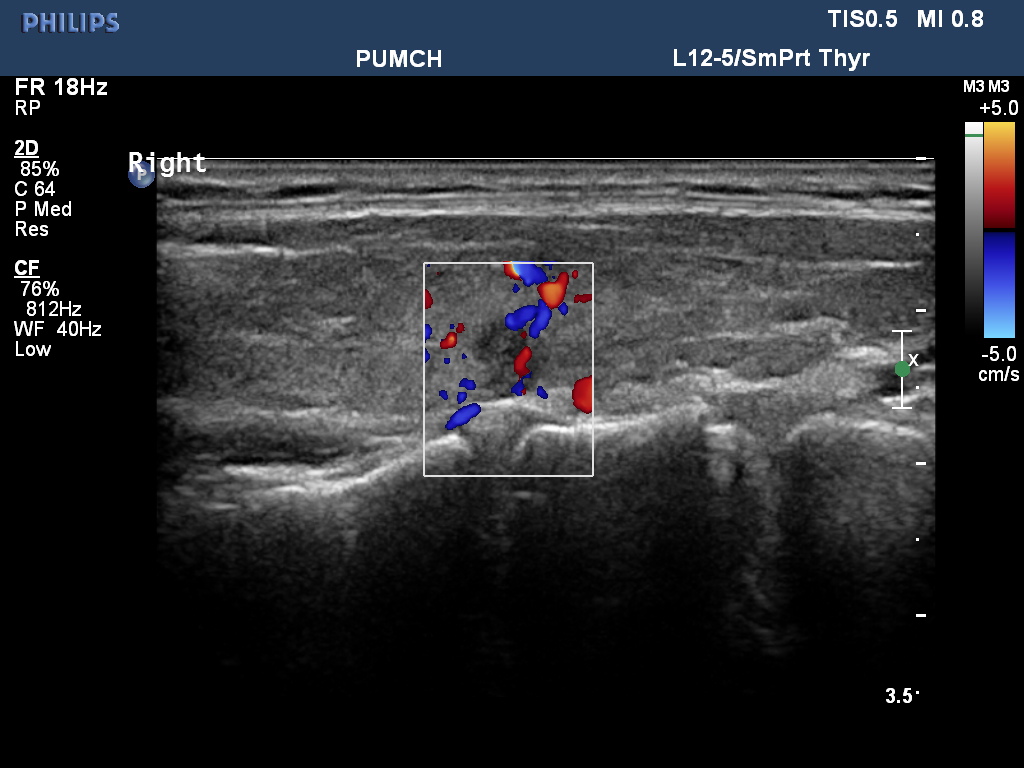 PHILIPS
TIS0.5 MI 0.8
PUMCH
L12-5/SmPrt Thyr
FR 18Hz
RP
2D
85%
C 64
P Med
Res
CF
76%
812Hz
WF 40Hz
Low
Right
P
M3 M3
+5.0
-5.0
cm/s
x
3.5